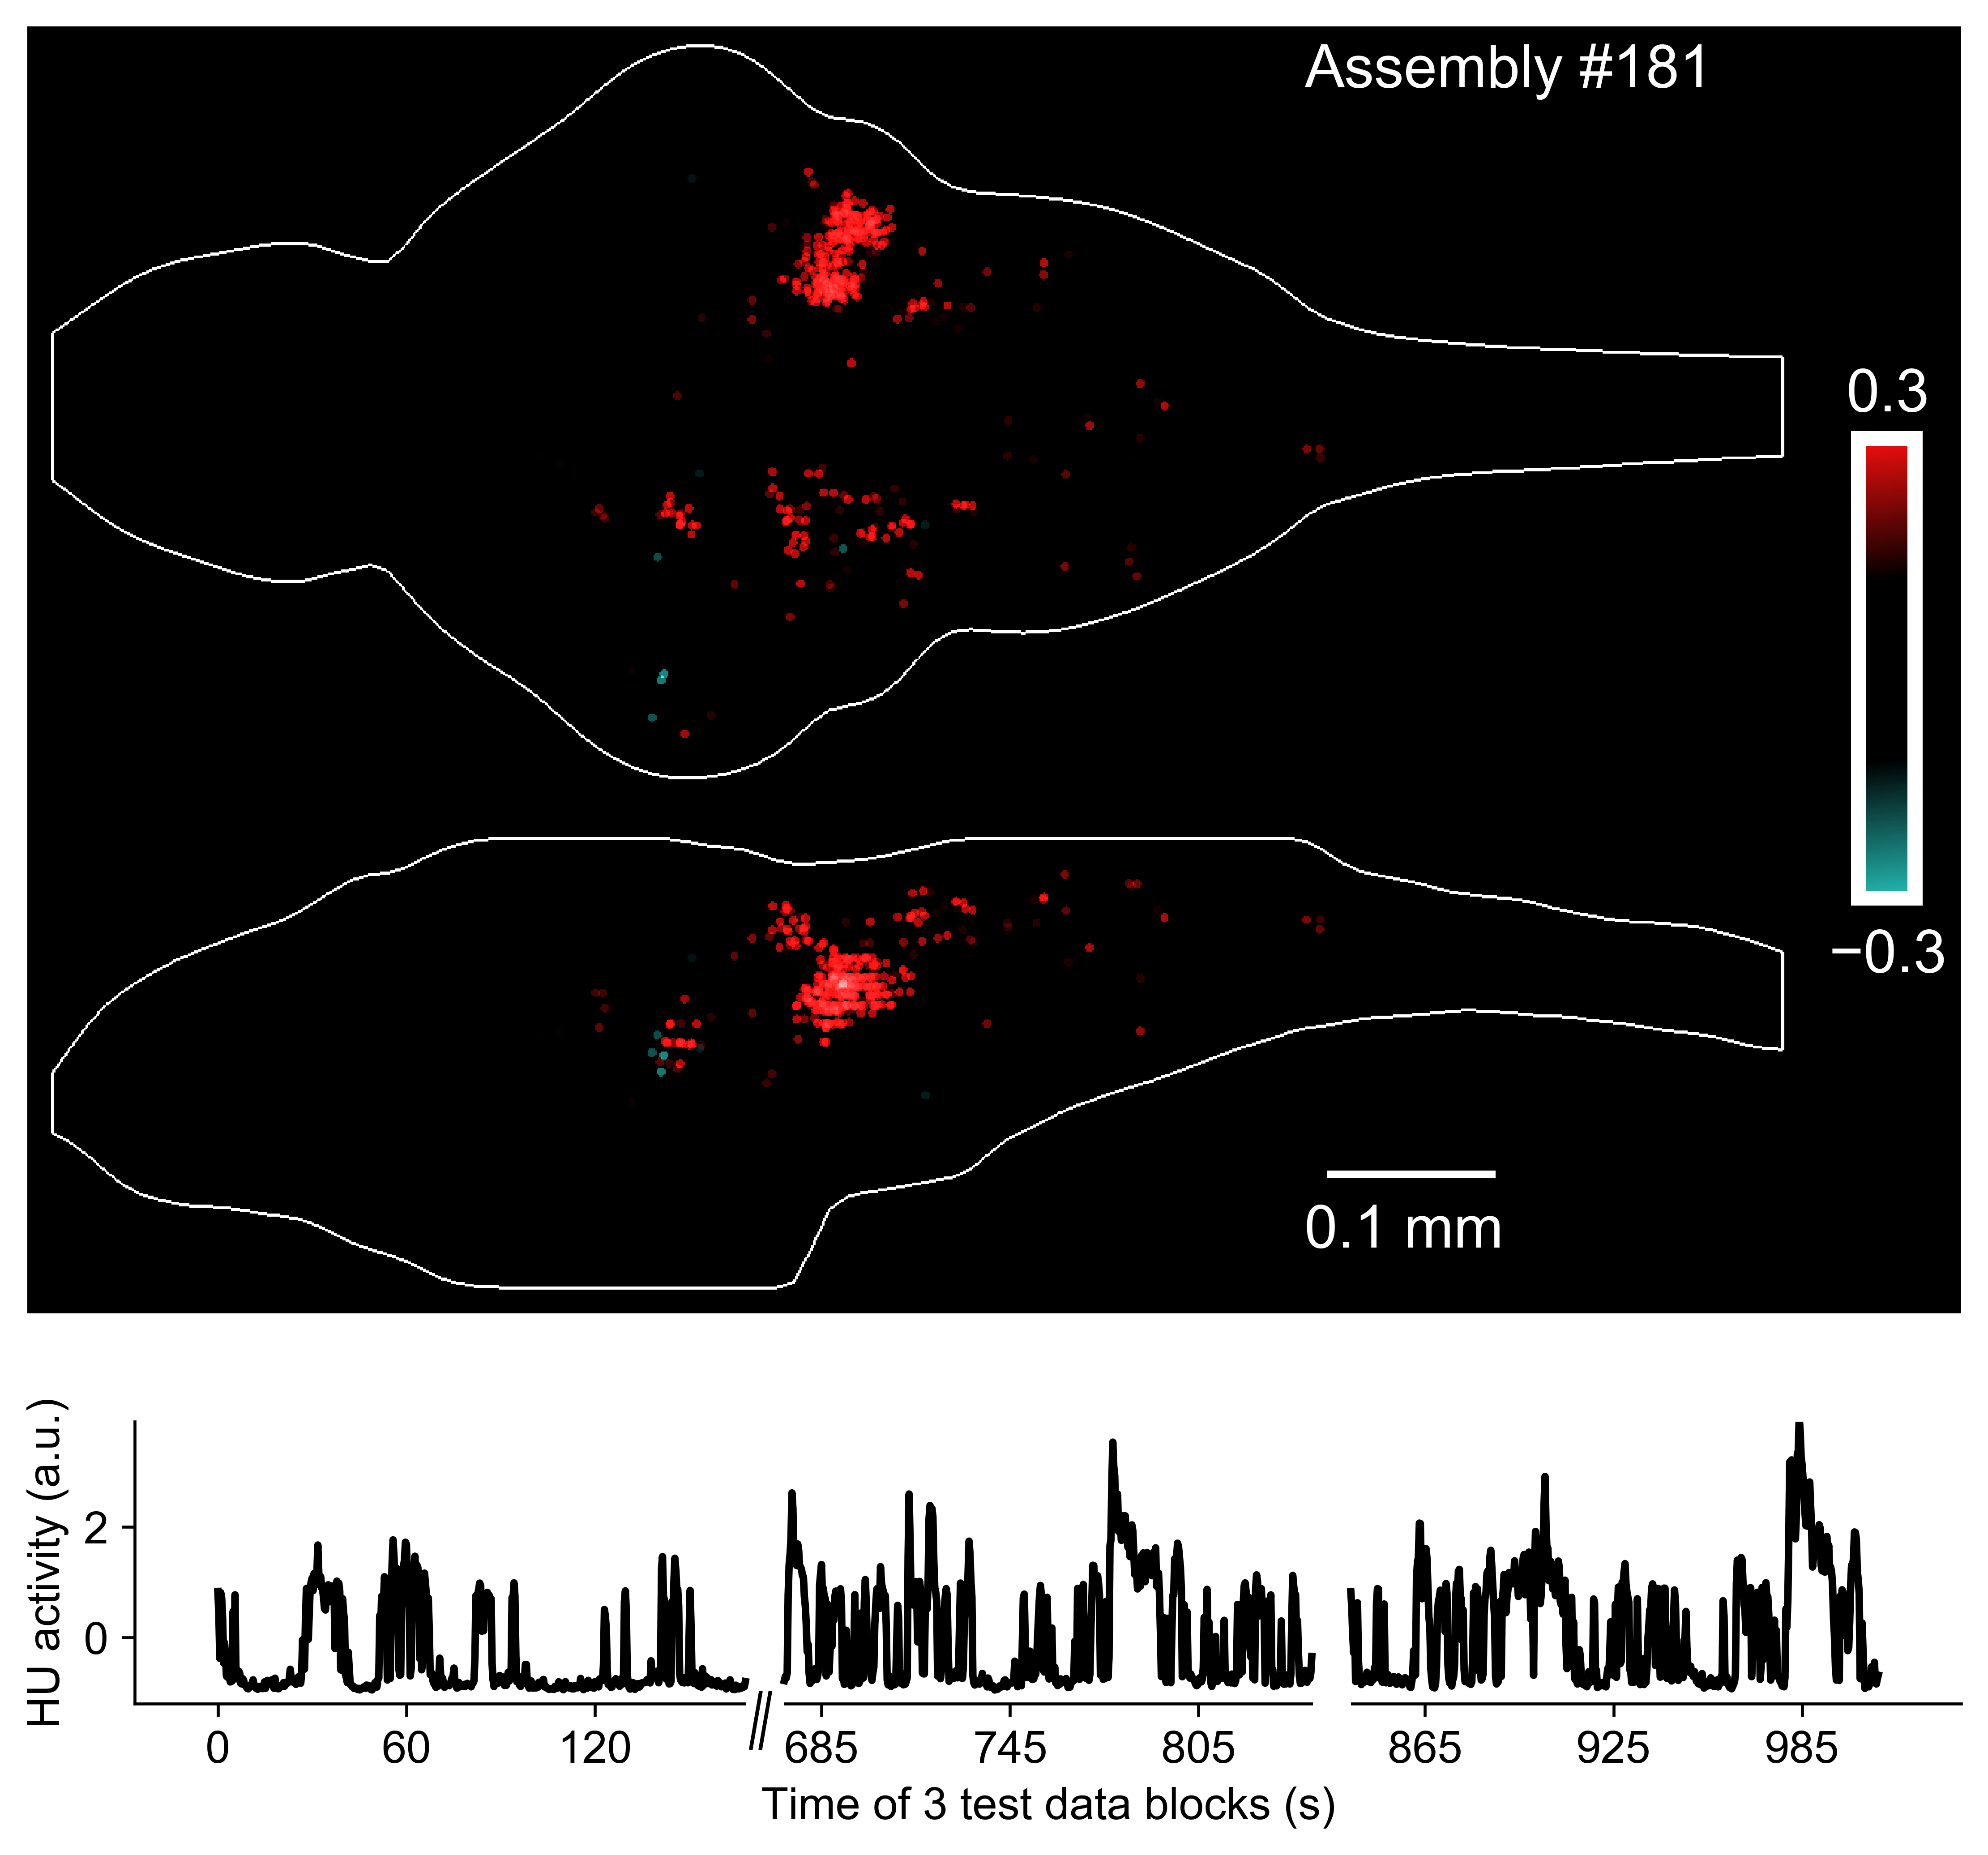 Assembly #181
0.3
−0.3
0.1 mm
HU activity (a.u.)
2
0
0 60 120 685 745 805 865 925 985
Time of 3 test data blocks (s)